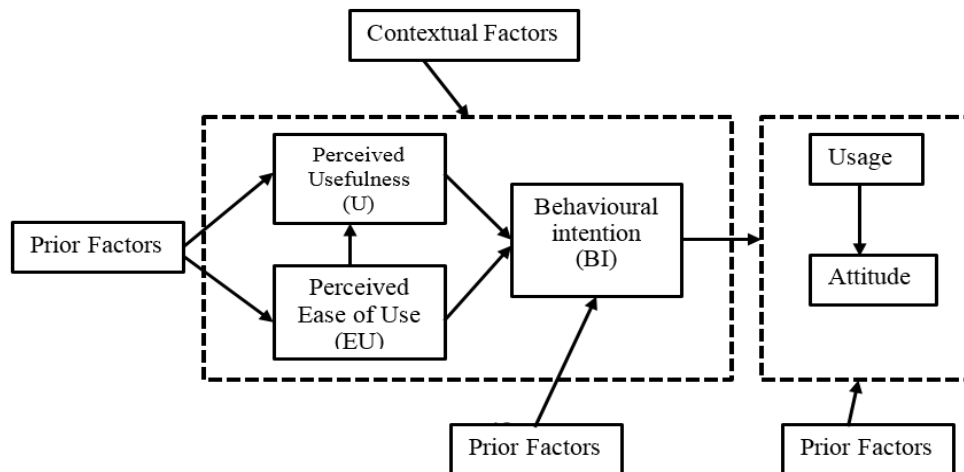 Contextual Factors
Perceived
Usefulness
(U)
Usage
Behavioural
intention
(BI)
Prior Factors
Perceived
Ease of Use
(EU)
Attitude
Prior Factors
Prior Factors